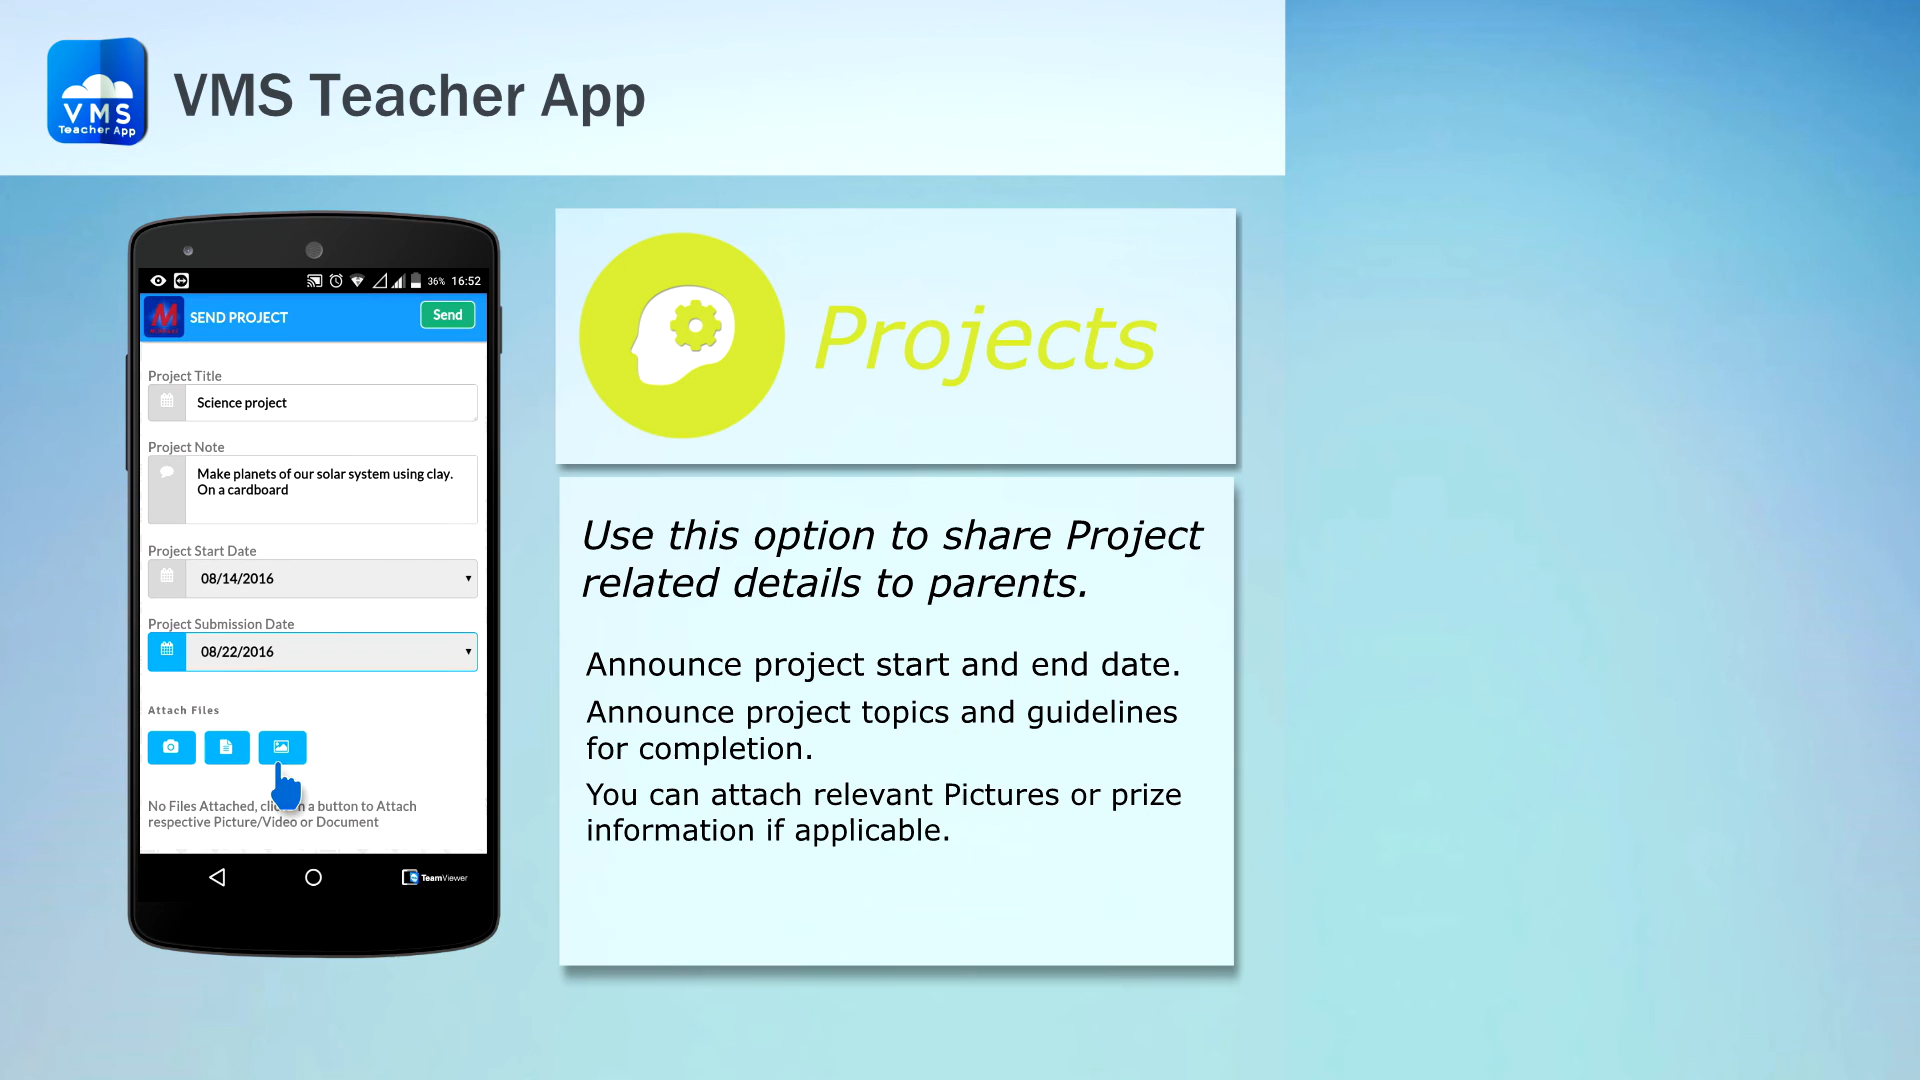 VMS
Teacher App
VMS Teacher App
36% 16:52
SEND PROJECT
Send
Project Title
Science project
Project Note
Make planets of our solar system using clay.
On a cardboard
Project Start Date
08/14/2016
Project Submission Date
08/22/2016
Attach Files
No Files Attached, a button to Attach
respective Picture/Video or Document
TeamViewer
Projects
Use this option to share Project
related details to parents.
Announce project start and end date.
Announce project topics and guidelines
for completion.
You can attach relevant Pictures or prize
information if applicable.